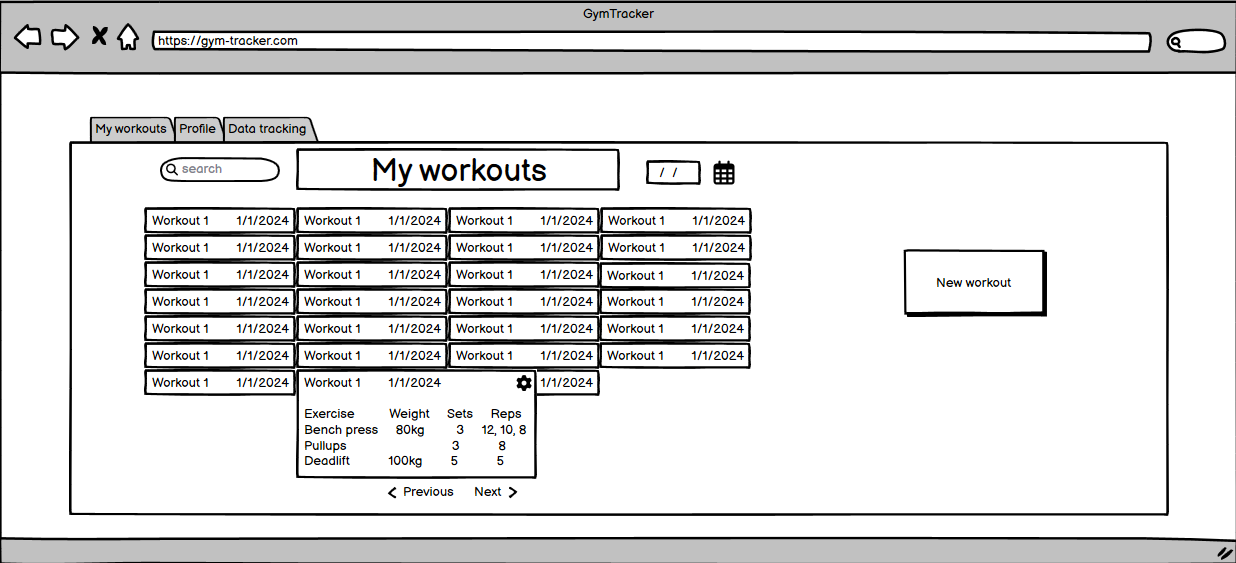 GymTracker
https://gym-tracker.com
My workouts Profile Data tracking
search My workouts / /
Workout 1 1/1/2024 Workout 1 1/1/2024 Workout 1 1/1/2024 Workout 1 1/1/2024
Workout 1 1/1/2024 Workout 1 1/1/2024 Workout 1 1/1/2024 Workout 1 1/1/2024
Workout 1 1/1/2024 Workout 1 1/1/2024 Workout 1 1/1/2024 Workout 1 1/1/2024
Workout 1 1/1/2024 Workout 1 1/1/2024 Workout 1 1/1/2024 Workout 1 1/1/2024
Workout 1 1/1/2024 Workout 1 1/1/2024 Workout 1 1/1/2024 Workout 1 1/1/2024
Workout 1 1/1/2024 Workout 1 1/1/2024 Workout 1 1/1/2024 Workout 1 1/1/2024
Workout 1 1/1/2024 Workout 1 1/1/2024 1/1/2024
Exercise Weight Sets Reps
Bench press 80kg 3 12, 10, 8
Pullups 3 8
Deadlift 100kg 5 5
Previous Next
New workout